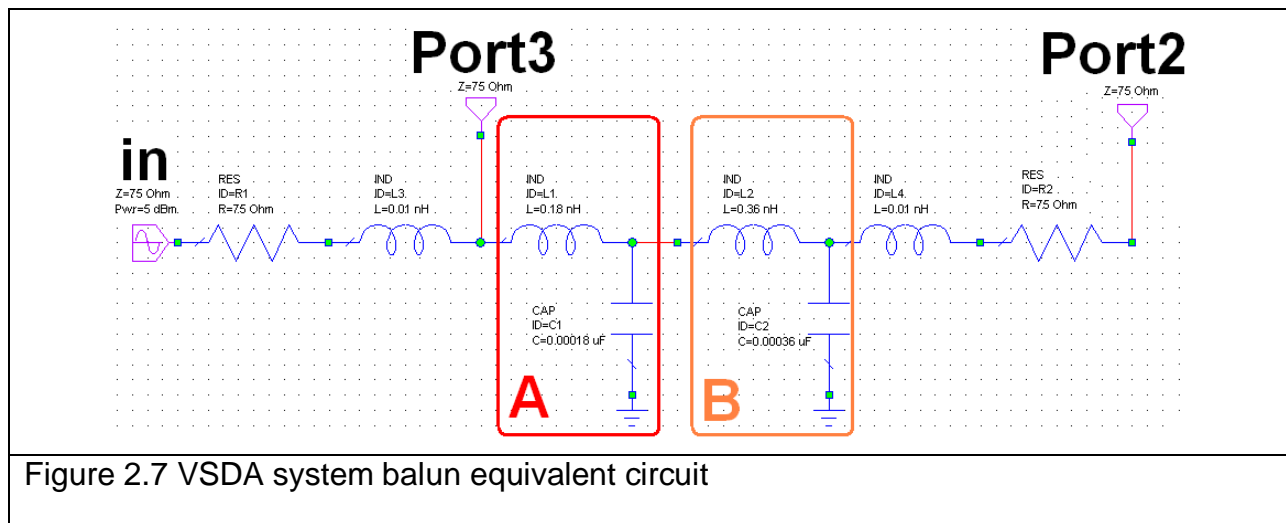 Port3
Z=75 Ohm
Port2
Z=75 Ohm
in
Z=75 Ohm
Pwr=5 dBm
RES
ID=R1
R=75 Ohm
IND
ID=L3
L=0.01 nH
IND
ID=L1
L=0.18 nH
IND
ID=L2
L=0.36 nH
IND
ID=L4
L=0.01 nH
RES
ID=R2
R=75 Ohm
CAP
ID=C1
C=0.00018 uF
CAP
ID=C2
C=0.00036 uF
A
B
Figure 2.7 VSDA system balun equivalent circuit